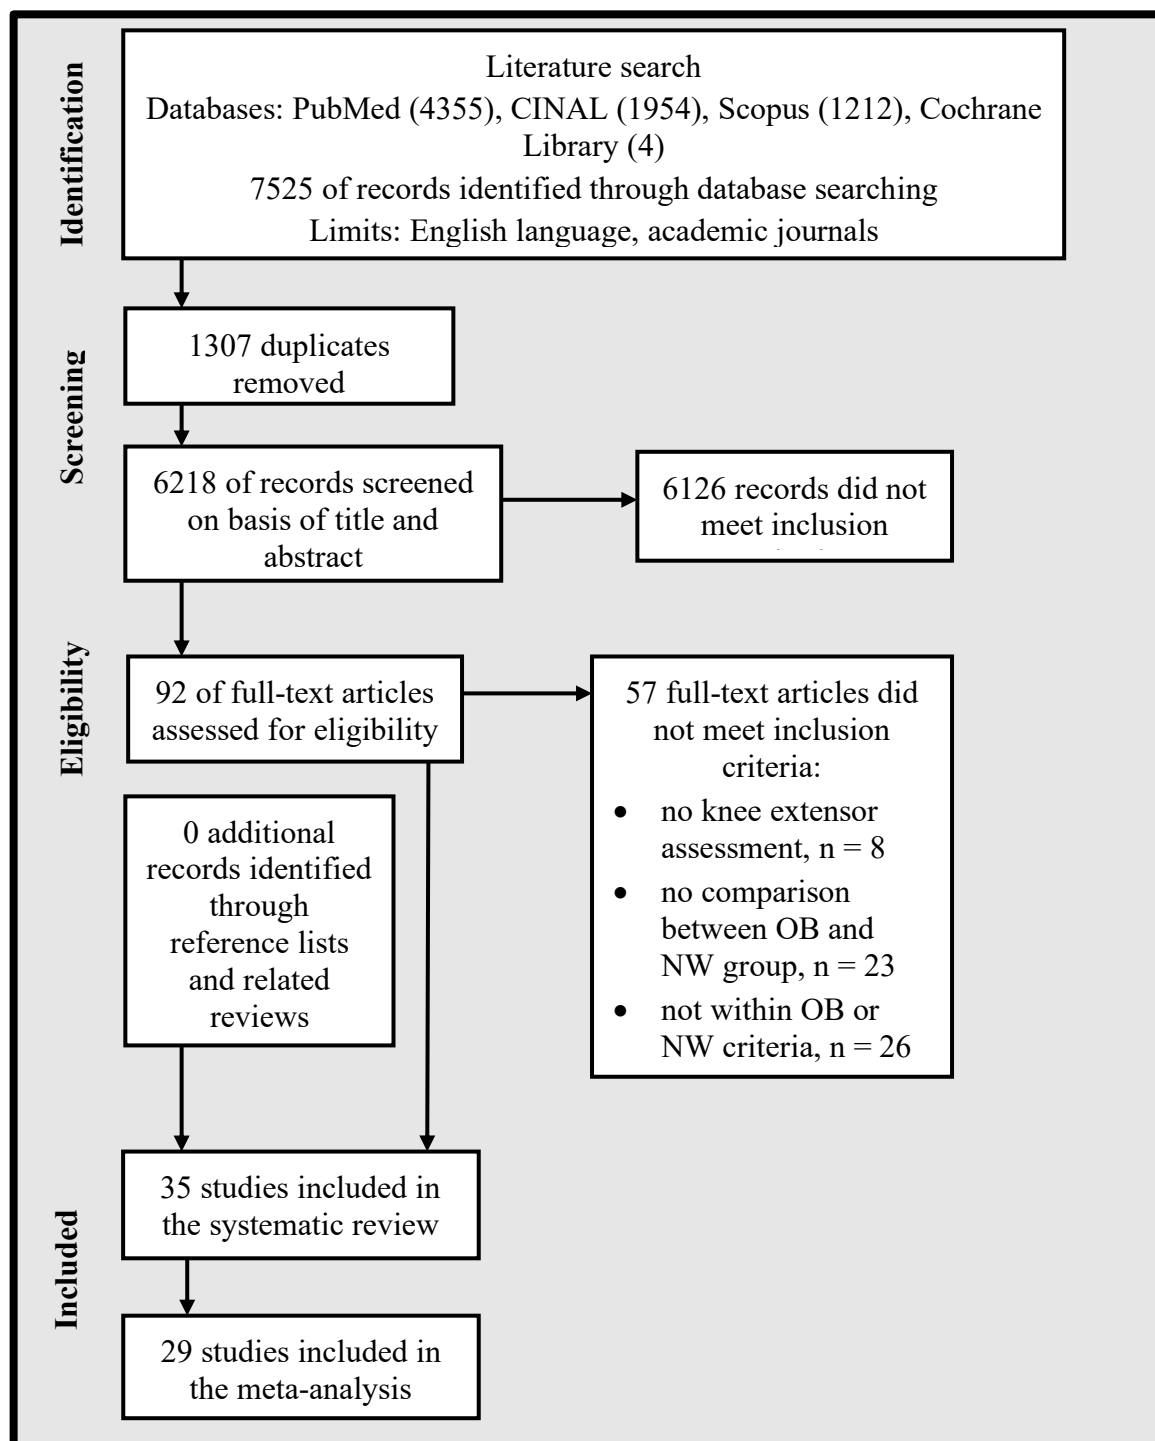 Identification
Literature search
Databases: PubMed (4355), CINAL (1954), Scopus (1212), Cochrane
Library (4)
7525 of records identified through database searching
Limits: English language, academic journals
Screening
1307 duplicates
removed
6218 of records screened
on basis of title and
abstract
6126 records did not
meet inclusion
Eligibility
92 of full-text articles
assessed for eligibility
57 full-text articles did
not meet inclusion
criteria:
• no knee extensor
assessment, n = 8
• no comparison
between OB and
NW group, n = 23
• not within OB or
NW criteria, n = 26
0 additional
records identified
through
reference lists
and related
reviews
Included
35 studies included in
the systematic review
29 studies included in
the meta-analysis